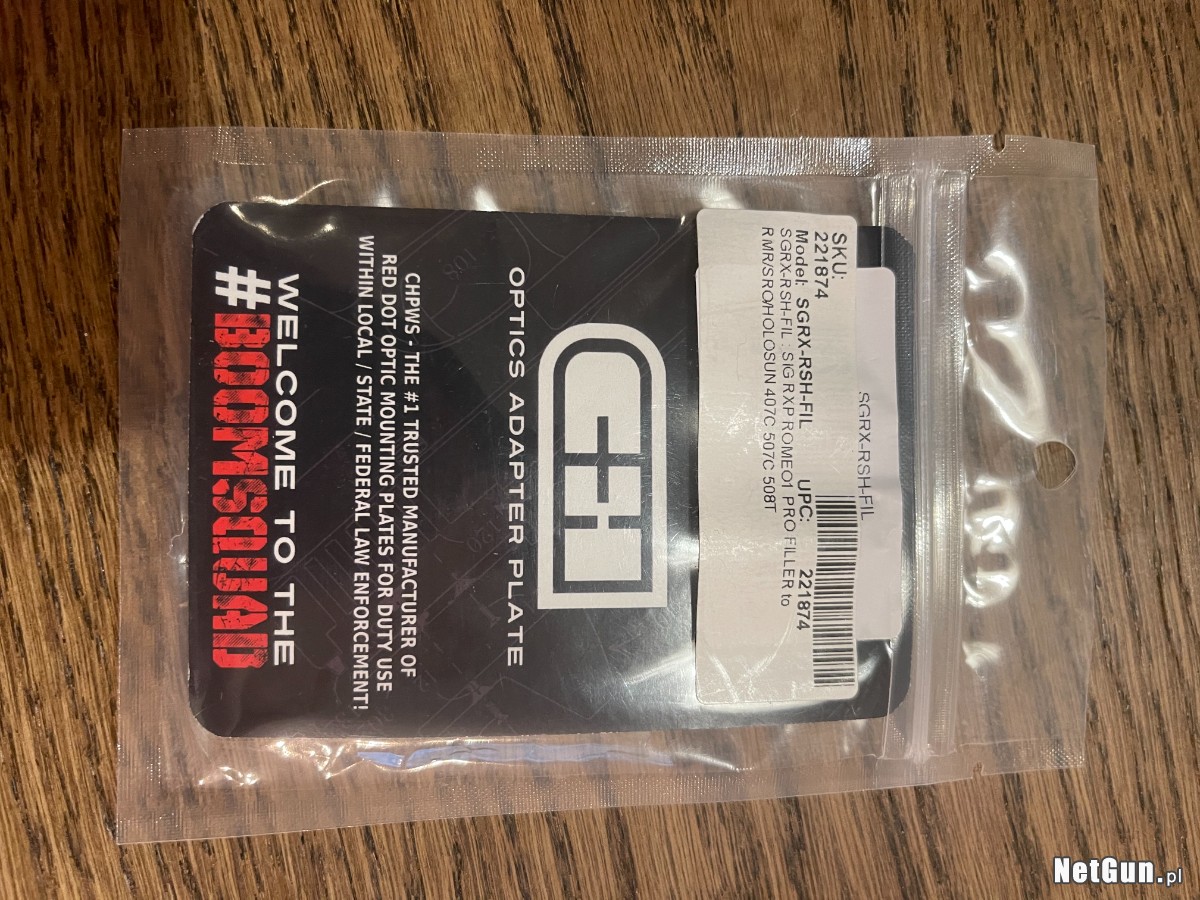 SGRX-RSH-FIL
SKU:
221874
Model: SGRX-RSH-FIL UPC: 221874
SGRX-RSH-FIL : SIG RXP ROMEO1 PRO FILLER to
RMR/SRO/HOLOSUN 407C 507C 508T
CH
OPTICS ADAPTER PLATE
CHPWS - THE #1 TRUSTED MANUFACTURER OF
RED DOT OPTIC MOUNTING PLATES FOR DUTY USE
WITHIN LOCAL / STATE / FEDERAL LAW ENFORCEMENT!
WELCOME TO THE
#BOOMSQUAD
NetGun.pl